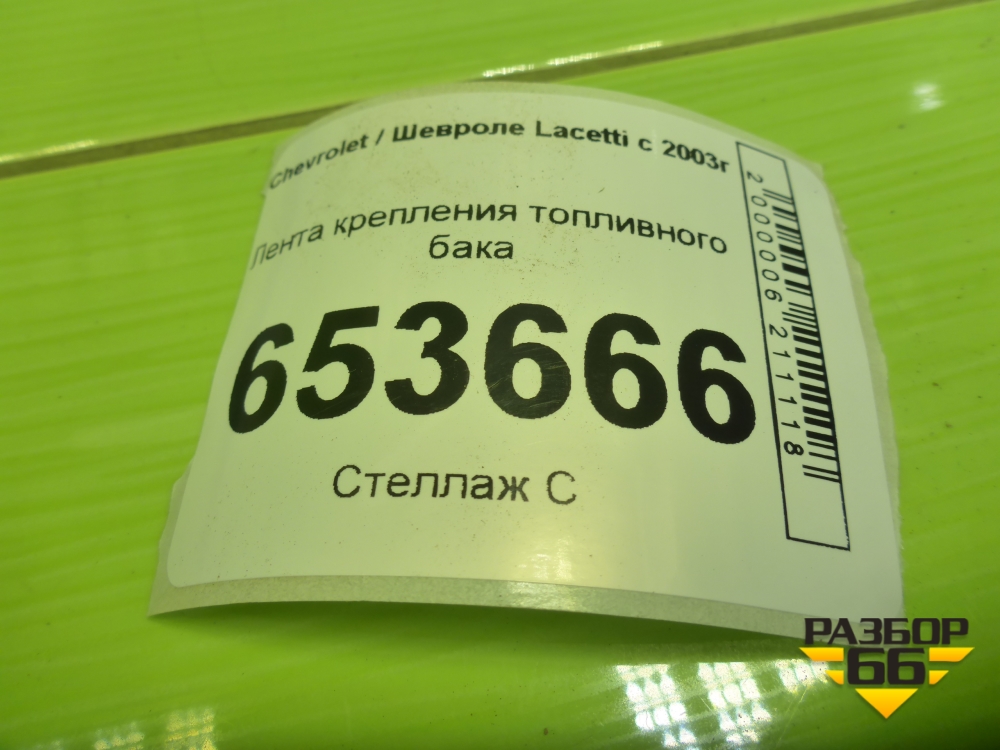 Chevrolet / Шевроле Lacetti с 2003г
Лента крепления топливного
бака
653666
Стеллаж С
2000006211118
РАЗБОР
66